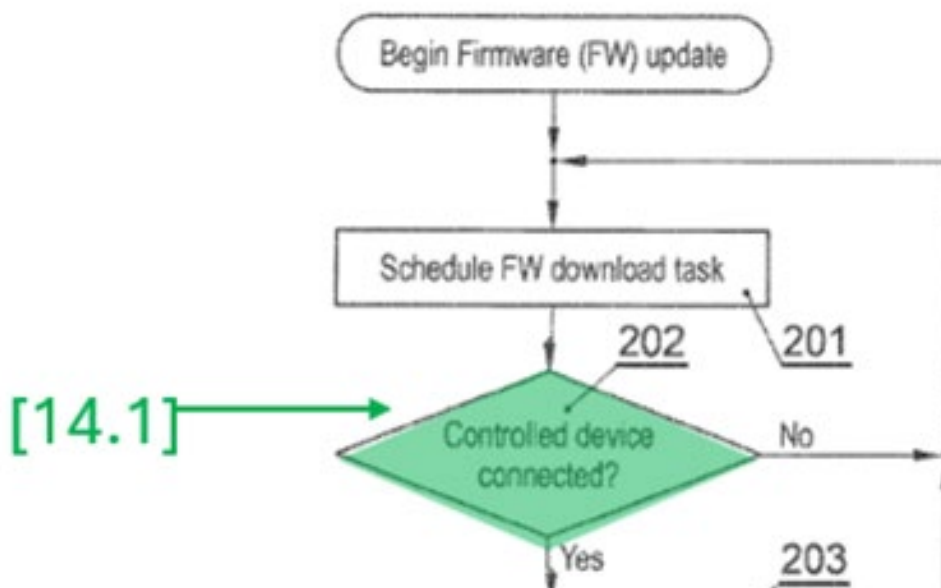 Begin Firmware (FW) update
Schedule FW download task
202
201
[14.1]
Controlled device
connected?
No
Yes
203